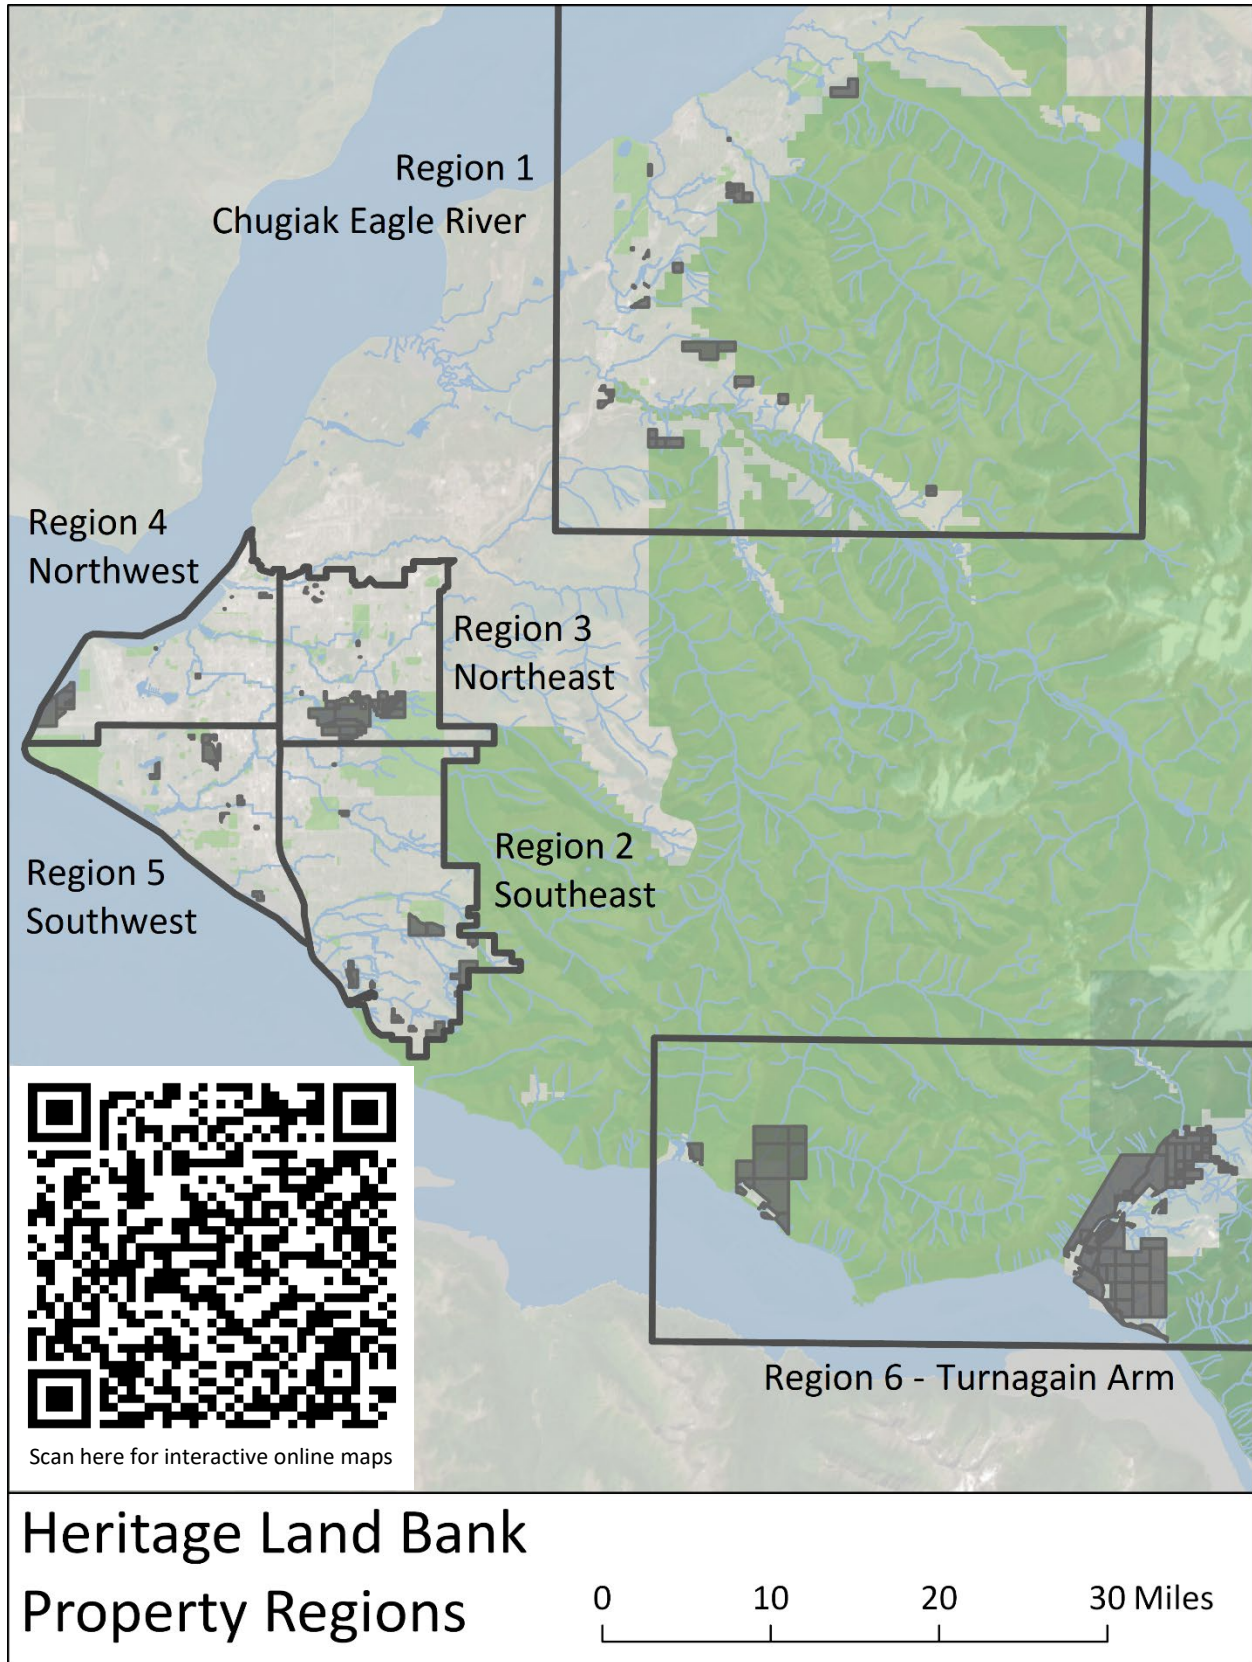 Region 1
Chugiak Eagle River
Region 4
Northwest
Region 3
Northeast
Region 2
Southeast
Region 5
Southwest
Region 6 - Turnagain Arm
Scan here for interactive online maps
Heritage Land Bank
Property Regions
0 10 20 30 Miles